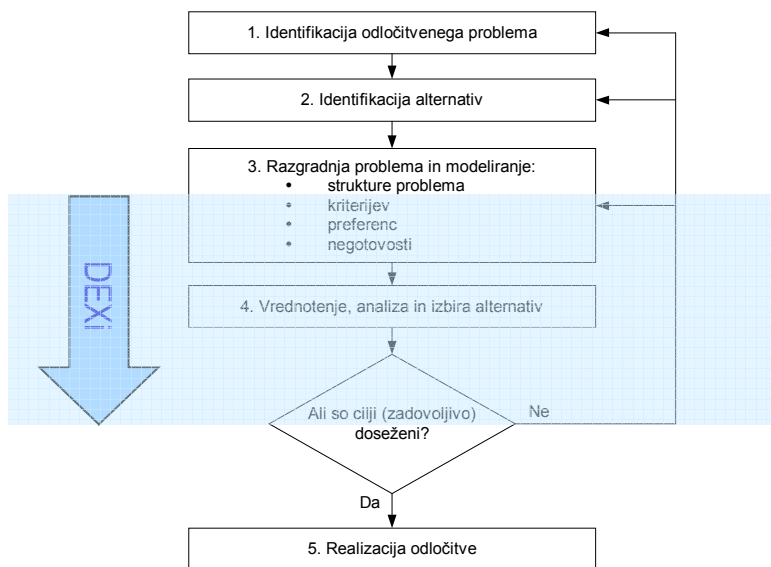 1. Identifikacija odločitvenega problema
2. Identifikacija alternativ
3. Razgradnja problema in modeliranje:
• strukture problema
• kriterijev
• preferenc
• negotovosti
DEXi
4. Vrednotenje, analiza in izbira alternativ
Ali so cilji (zadovoljivo)
doseženi?
Ne
Da
5. Realizacija odločitve